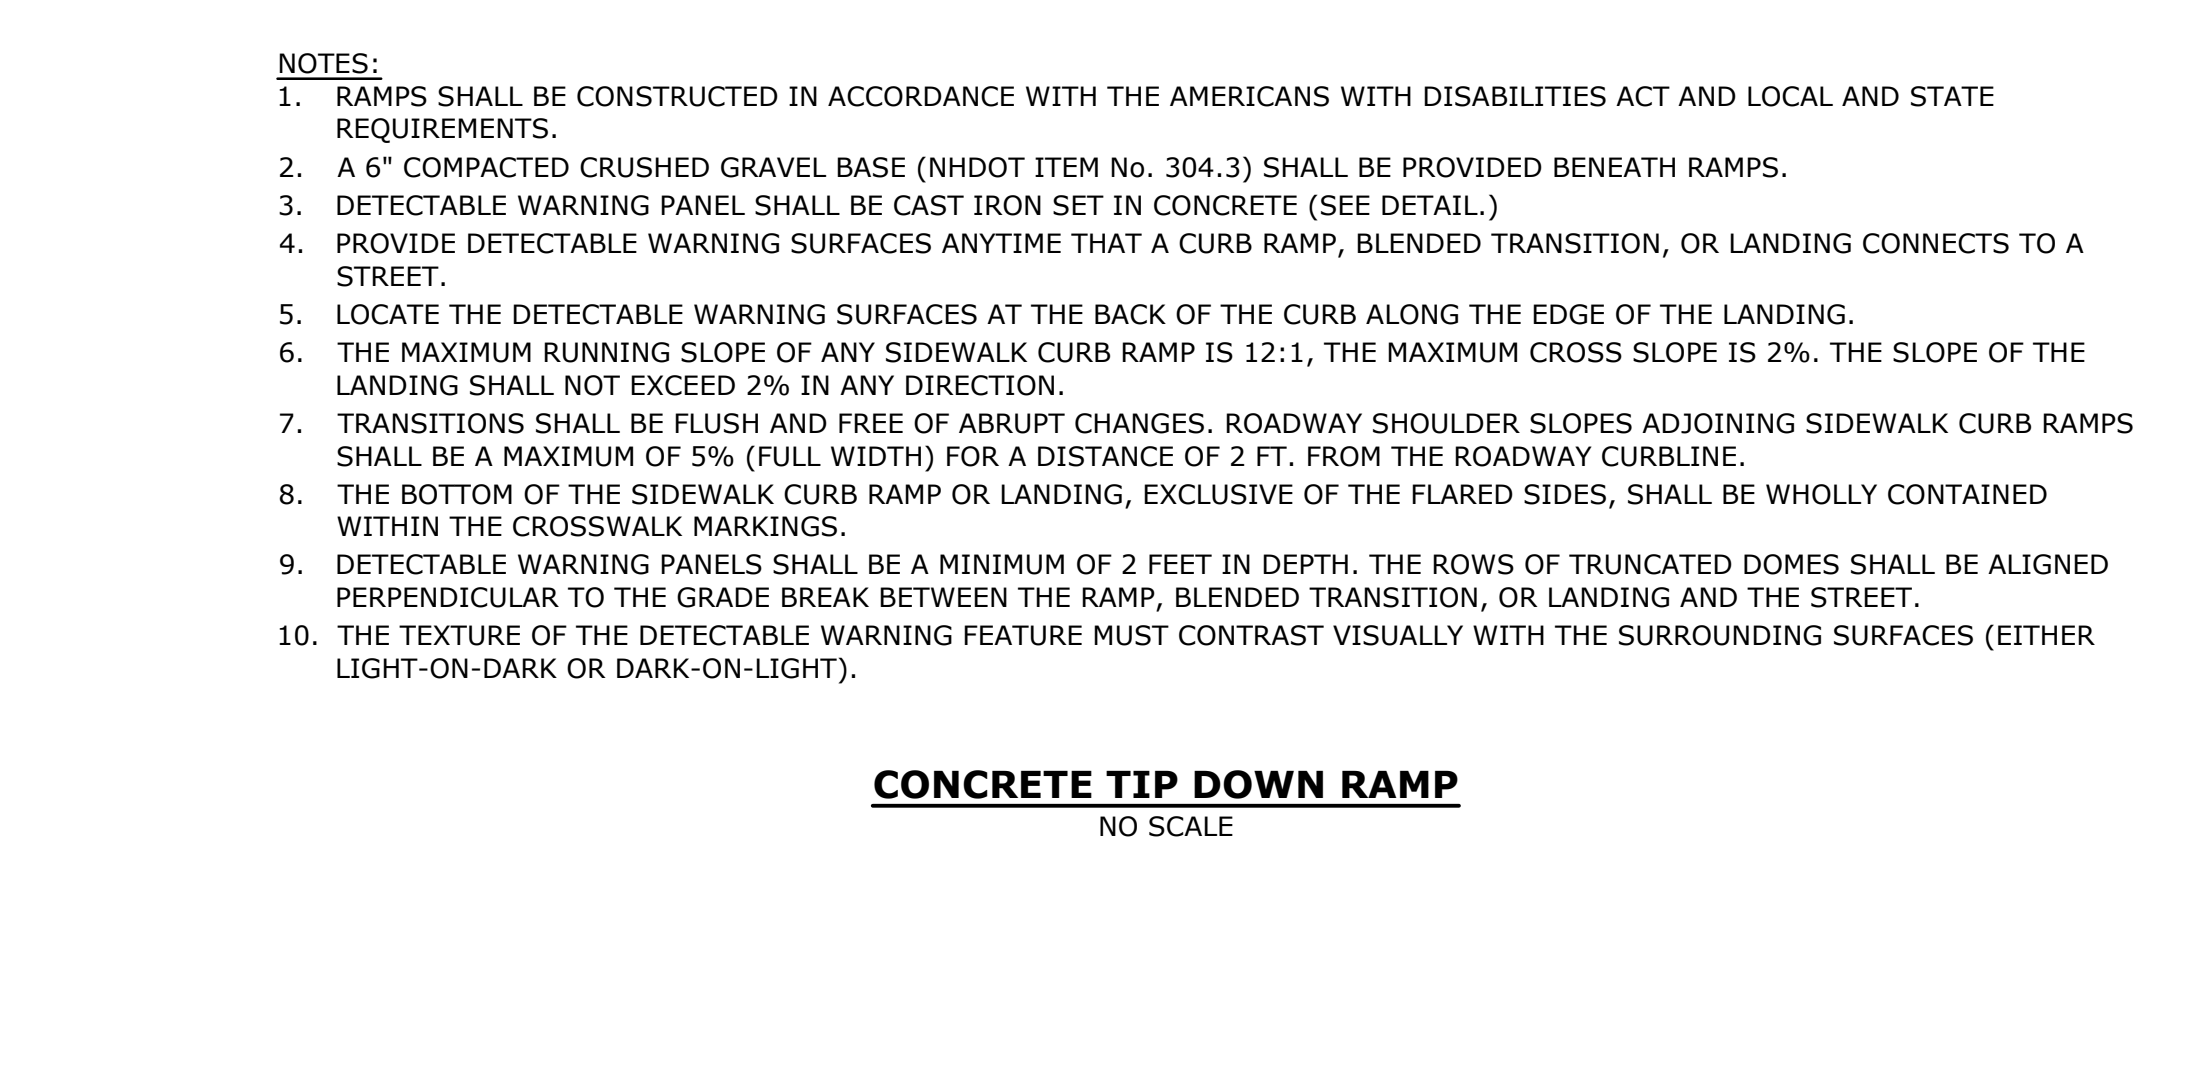 NOTES:
1. RAMPS SHALL BE CONSTRUCTED IN ACCORDANCE WITH THE AMERICANS WITH DISABILITIES ACT AND LOCAL AND STATE
REQUIREMENTS.
2. A 6" COMPACTED CRUSHED GRAVEL BASE (NHDOT ITEM No. 304.3) SHALL BE PROVIDED BENEATH RAMPS.
3. DETECTABLE WARNING PANEL SHALL BE CAST IRON SET IN CONCRETE (SEE DETAIL.)
4. PROVIDE DETECTABLE WARNING SURFACES ANYTIME THAT A CURB RAMP, BLENDED TRANSITION, OR LANDING CONNECTS TO A
STREET.
5. LOCATE THE DETECTABLE WARNING SURFACES AT THE BACK OF THE CURB ALONG THE EDGE OF THE LANDING.
6. THE MAXIMUM RUNNING SLOPE OF ANY SIDEWALK CURB RAMP IS 12:1, THE MAXIMUM CROSS SLOPE IS 2%. THE SLOPE OF THE
LANDING SHALL NOT EXCEED 2% IN ANY DIRECTION.
7. TRANSITIONS SHALL BE FLUSH AND FREE OF ABRUPT CHANGES. ROADWAY SHOULDER SLOPES ADJOINING SIDEWALK CURB RAMPS
SHALL BE A MAXIMUM OF 5% (FULL WIDTH) FOR A DISTANCE OF 2 FT. FROM THE ROADWAY CURBLINE.
8. THE BOTTOM OF THE SIDEWALK CURB RAMP OR LANDING, EXCLUSIVE OF THE FLARED SIDES, SHALL BE WHOLLY CONTAINED
WITHIN THE CROSSWALK MARKINGS.
9. DETECTABLE WARNING PANELS SHALL BE A MINIMUM OF 2 FEET IN DEPTH. THE ROWS OF TRUNCATED DOMES SHALL BE ALIGNED
PERPENDICULAR TO THE GRADE BREAK BETWEEN THE RAMP, BLENDED TRANSITION, OR LANDING AND THE STREET.
10. THE TEXTURE OF THE DETECTABLE WARNING FEATURE MUST CONTRAST VISUALLY WITH THE SURROUNDING SURFACES (EITHER
LIGHT-ON-DARK OR DARK-ON-LIGHT).
CONCRETE TIP DOWN RAMP
NO SCALE